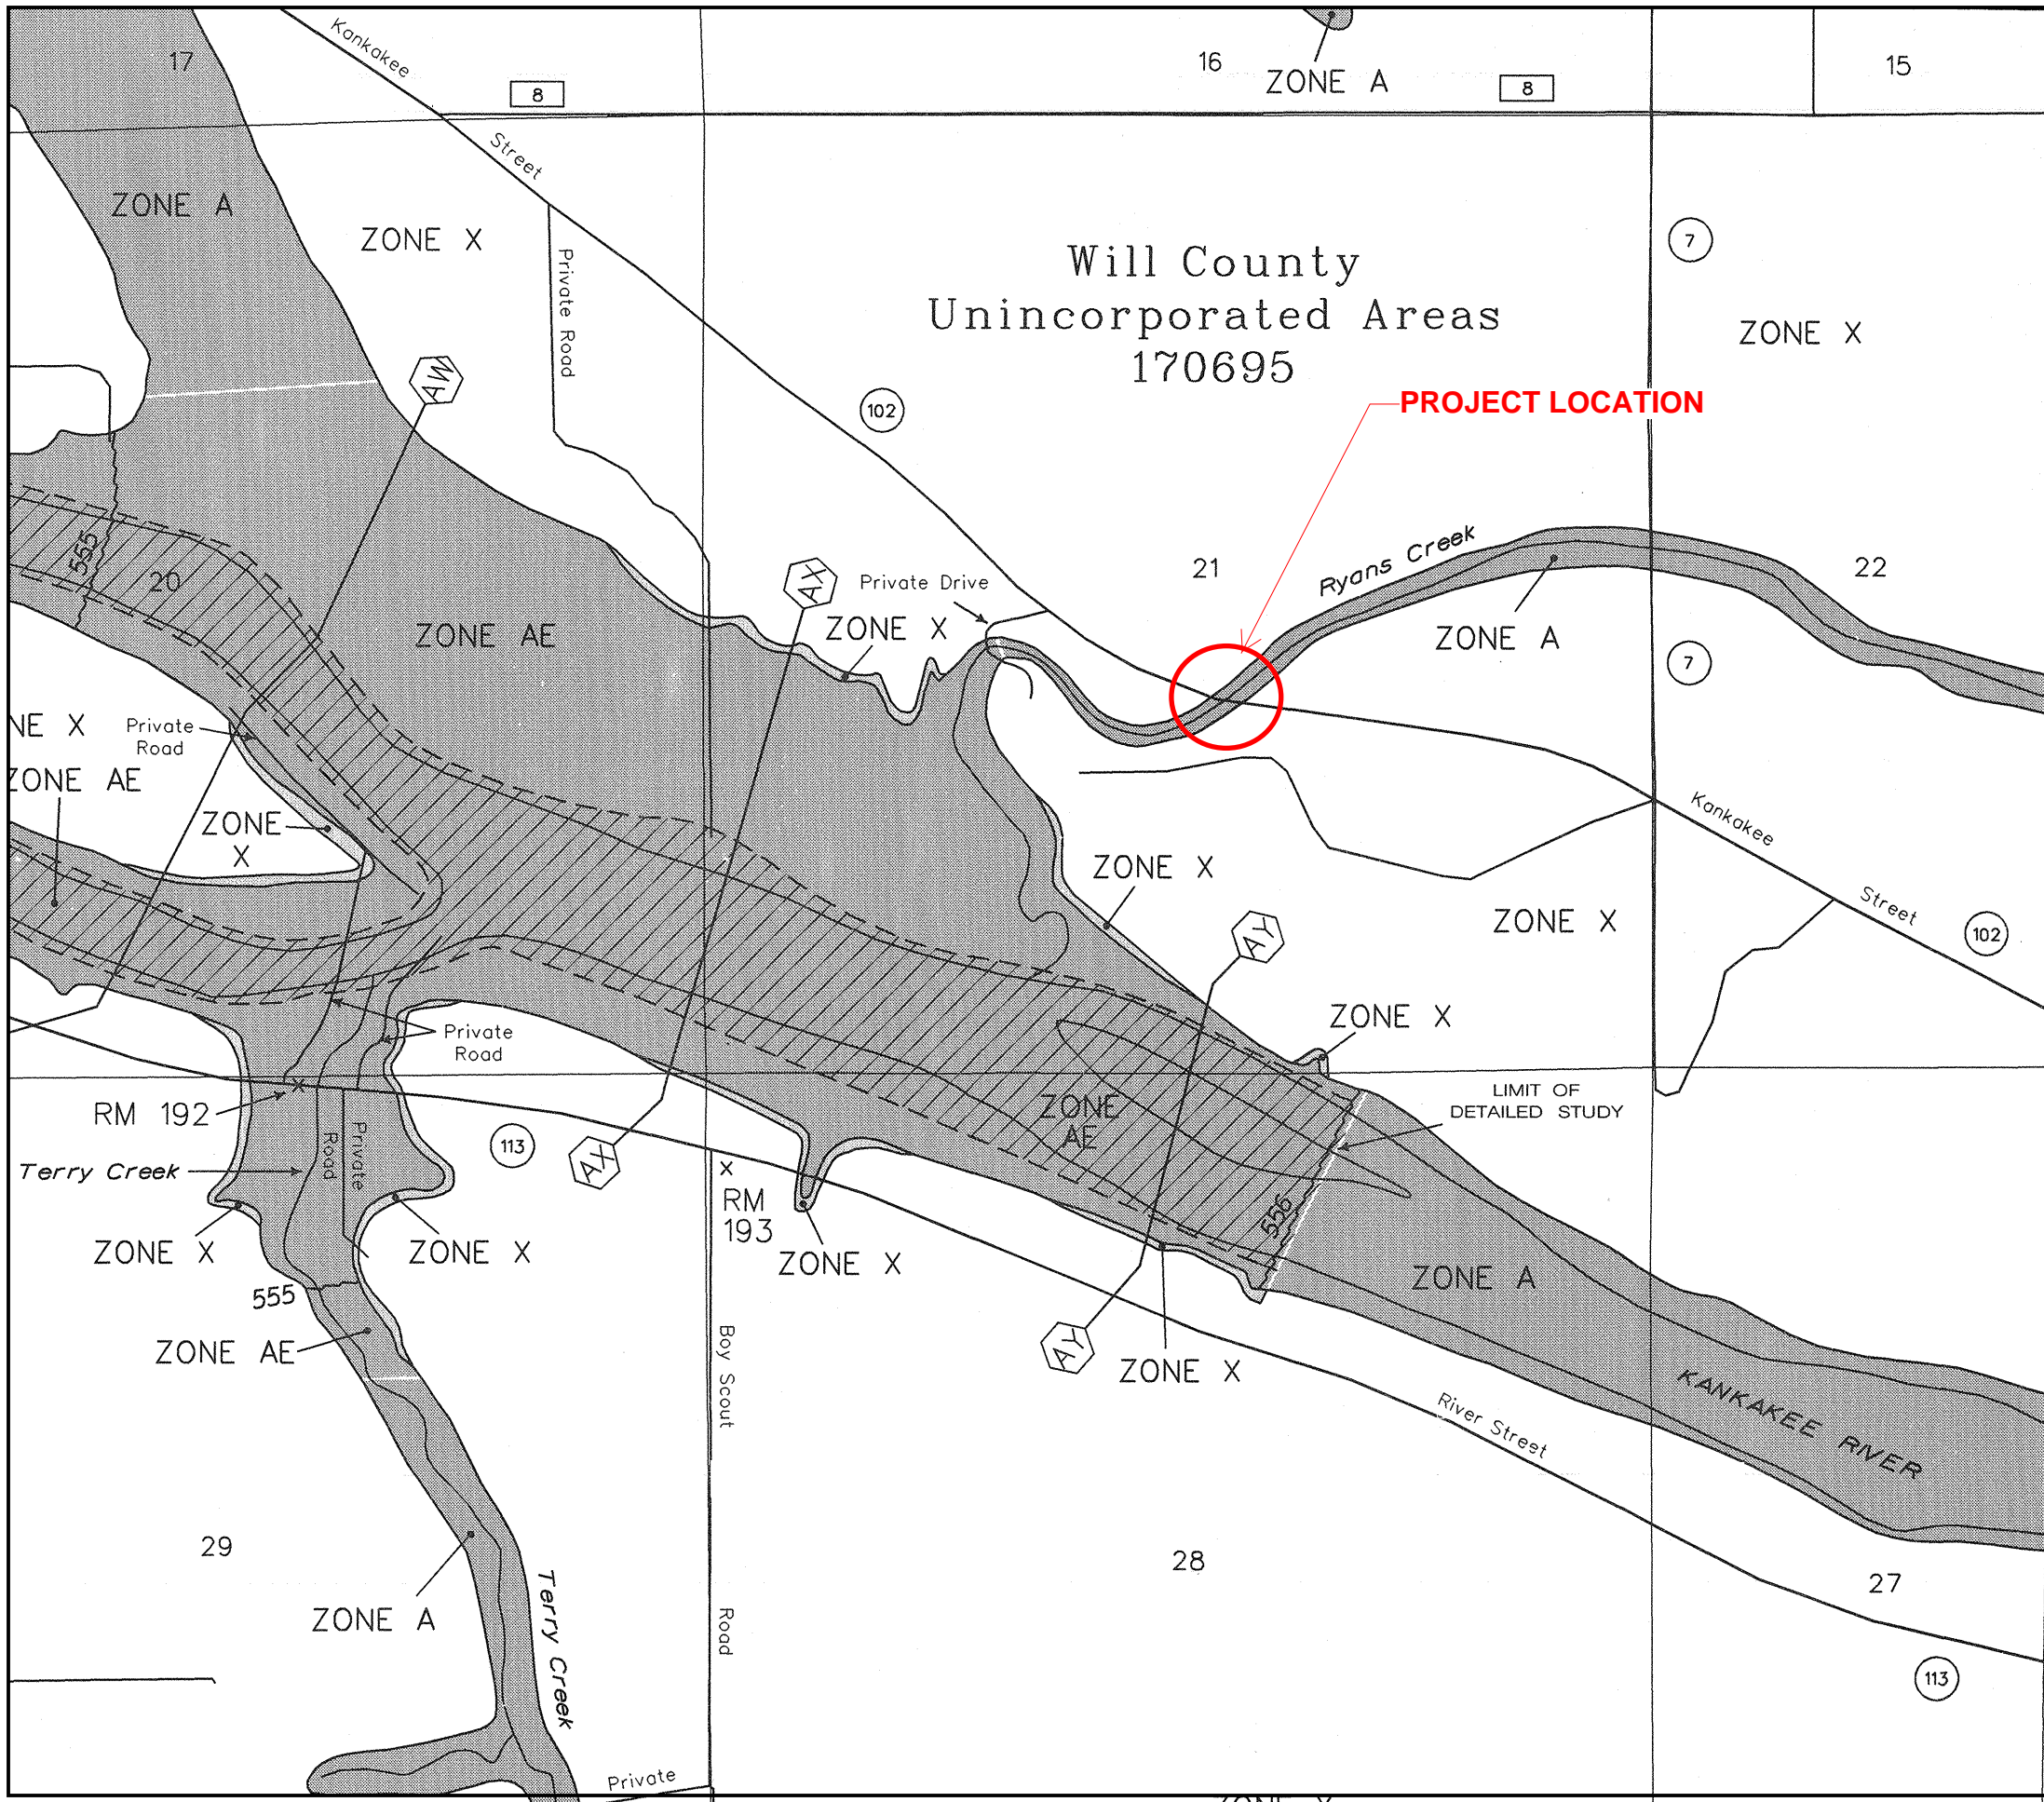 17
Kankakee
Street
8
16
ZONE A
8
15
ZONE A
ZONE X
Private Road
Will County
Unincorporated Areas
170695
7
ZONE X
AW
102
PROJECT LOCATION
555
20
ZONE AE
AX
Private Drive
ZONE X
21
Ryans Creek
22
ZONE A
7
NE X
Private
Road
ZONE AE
ZONE
X
ZONE X
Kankakee
Street
102
AY
ZONE X
ZONE X
Private
Road
RM 192
Terry Creek
Private
Road
113
AX
ZONE
AE
LIMIT OF
DETAILED STUDY
RM
193
556
ZONE X
ZONE X
ZONE X
ZONE A
555
ZONE AE
Boy Scout
Road
AY
ZONE X
River Street
KANKAKEE RIVER
29
28
27
ZONE A
Terry Creek
113
Private